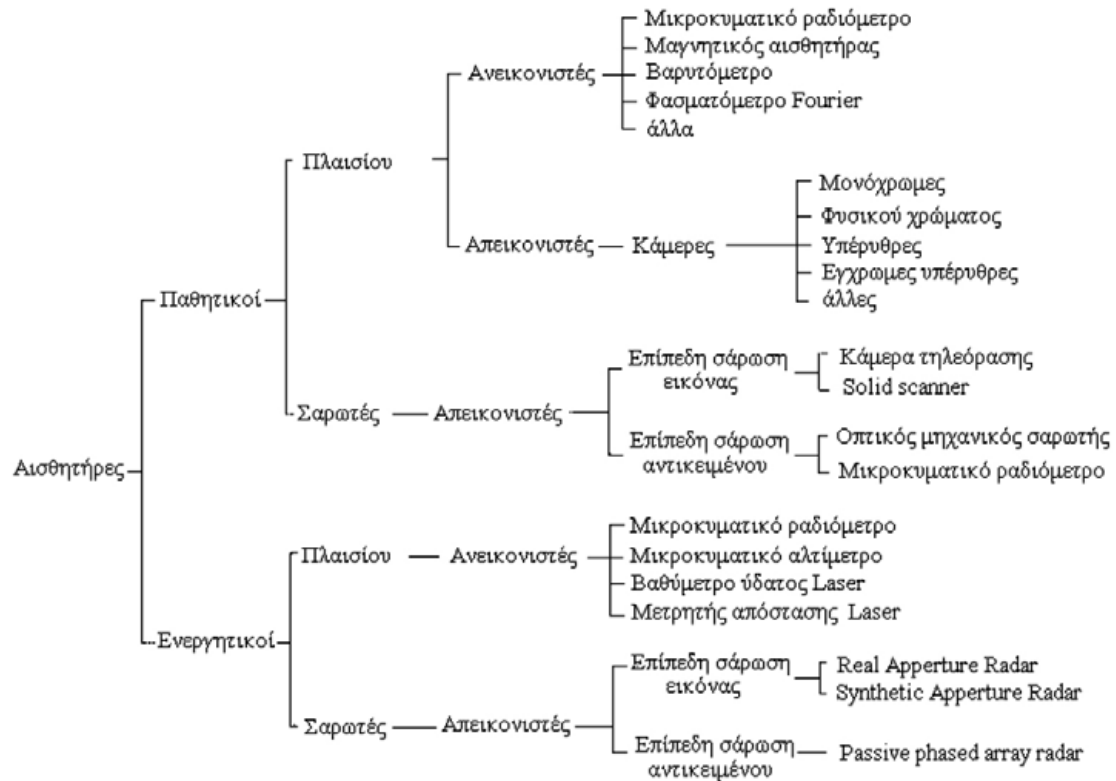 Μικροκυματικό ραδιόμετρο
Μαγνητικός αισθητήρας
Ανεικονιστές
Βαρυτόμετρο
Φασματόμετρο Fourier
άλλα
Πλαισίου
Μονόχρωμες
Φυσικού χρώματος
Απεικονιστές
Κάμερες
Υπέρυθρες
Εγχρωμες υπέρυθρες
άλλες
Παθητικοί
Επίπεδη σάρωση
εικόνας
Κάμερα τηλεόρασης
Solid scanner
Σαρωτές
Απεικονιστές
Επίπεδη σάρωση
αντικειμένου
Οπτικός μηχανικός σαρωτής
Μικροκυματικό ραδιόμετρο
Αισθητήρες
Πλαισίου
Ανεικονιστές
Μικροκυματικό ραδιόμετρο
Μικροκυματικό αλτίμετρο
Βαθύμετρο ύδατος Laser
Μετρητής απόστασης Laser
Ενεργητικοί
Επίπεδη σάρωση
εικόνας
Real Apperture Radar
Synthetic Apperture Radar
Σαρωτές
Απεικονιστές
Επίπεδη σάρωση
αντικειμένου
Passive phased array radar